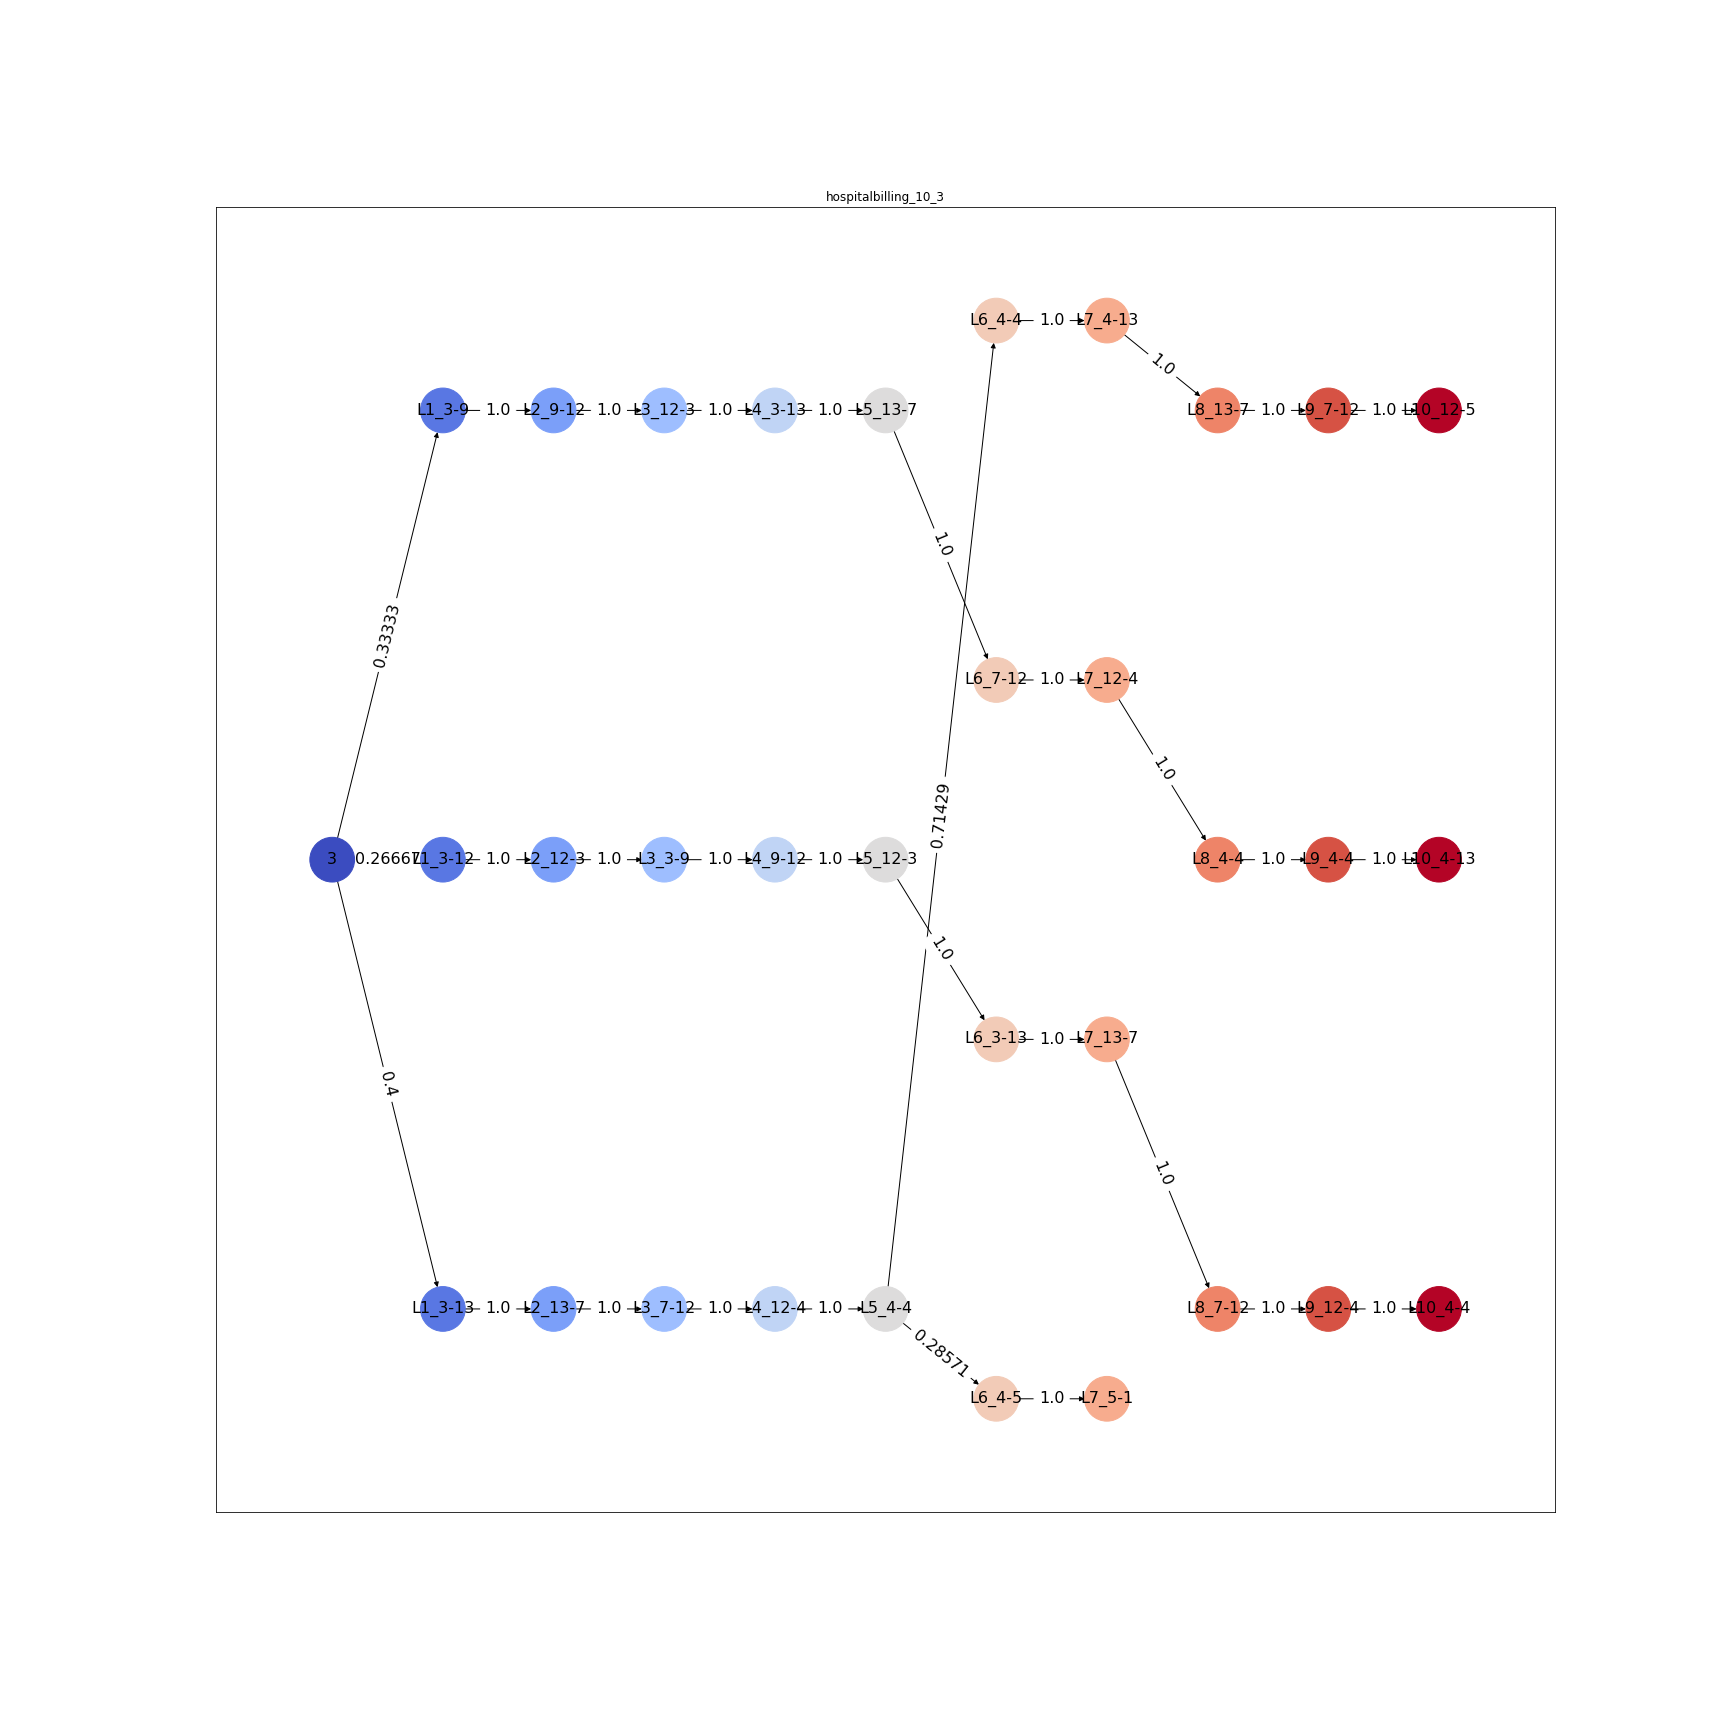 hospitalbilling_10_3
L6_4-4 1.0 L7_4-13
1.0
L1_3-9 1.0 L2_9-12 1.0 L3_12-3 1.0 L4_3-13 1.0 L5_13-7
L8_13-7 1.0 L9_7-12 1.0 L10_12-5
1.0
0.33333
L6_7-12 1.0 L7_12-4
1.0
0.71429
3 0.26667 L1_3-12 1.0 L2_12-3 1.0 L3_3-9 1.0 L4_9-12 1.0 L5_12-3
L8_4-4 1.0 L9_4-4 1.0 L10_4-13
1.0
L6_3-13 1.0 L7_13-7
0.4
1.0
L1_3-13 1.0 L2_13-7 1.0 L3_7-12 1.0 L4_12-4 1.0 L5_4-4
L8_7-12 1.0 L9_12-4 1.0 L10_4-4
0.28571
L6_4-5 1.0 L7_5-1